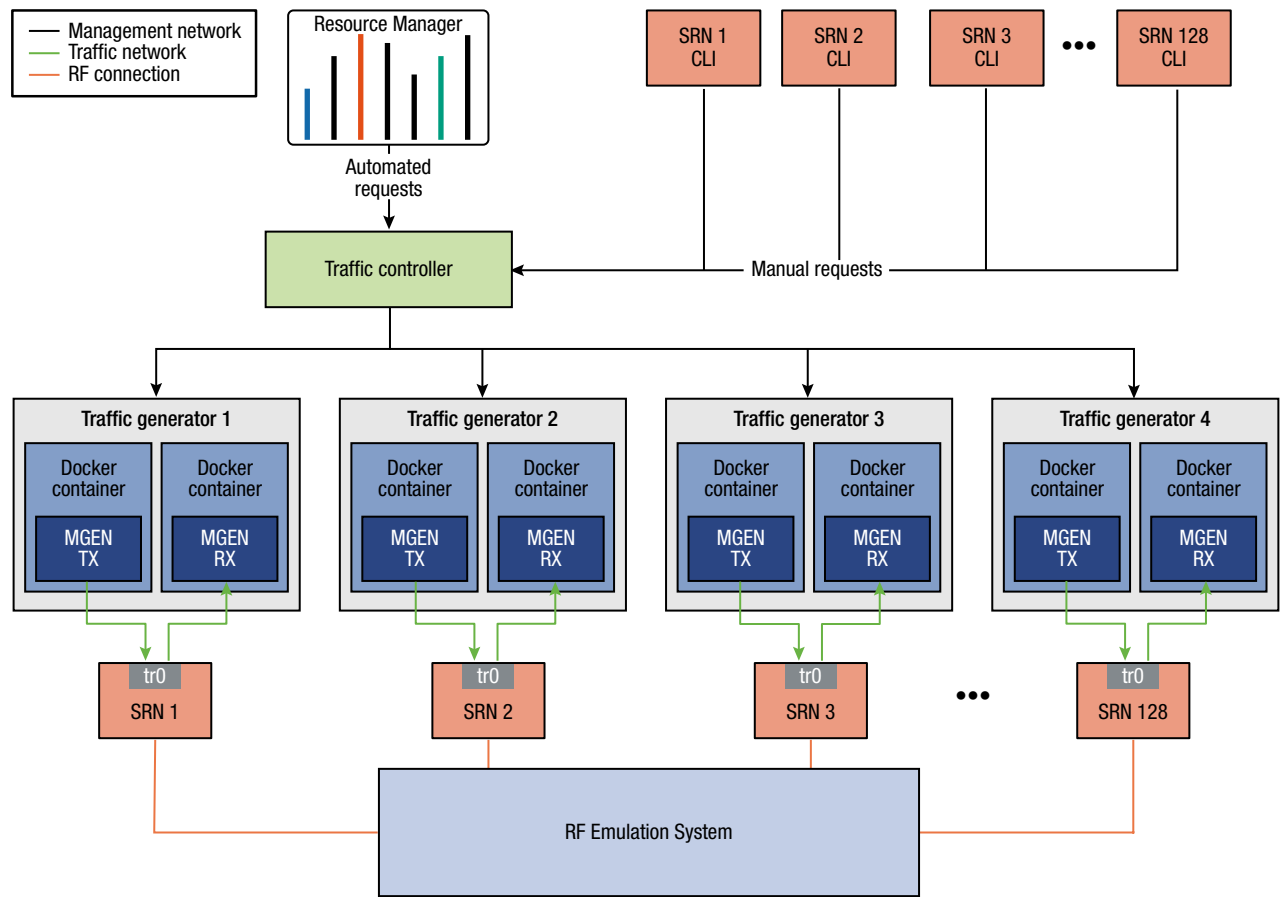 Management network
Traffic network
RF connection
Resource Manager
SRN 1
CLI
SRN 2
CLI
SRN 3
CLI
•••
SRN 128
CLI
Automated
requests
Traffic controller
Manual requests
Traffic generator 1
Docker
container
MGEN
TX
Docker
container
MGEN
RX
Traffic generator 2
Docker
container
MGEN
TX
Docker
container
MGEN
RX
Traffic generator 3
Docker
container
MGEN
TX
Docker
container
MGEN
RX
Traffic generator 4
Docker
container
MGEN
TX
Docker
container
MGEN
RX
tr0
SRN 1
tr0
SRN 2
tr0
SRN 3
•••
tr0
SRN 128
RF Emulation System